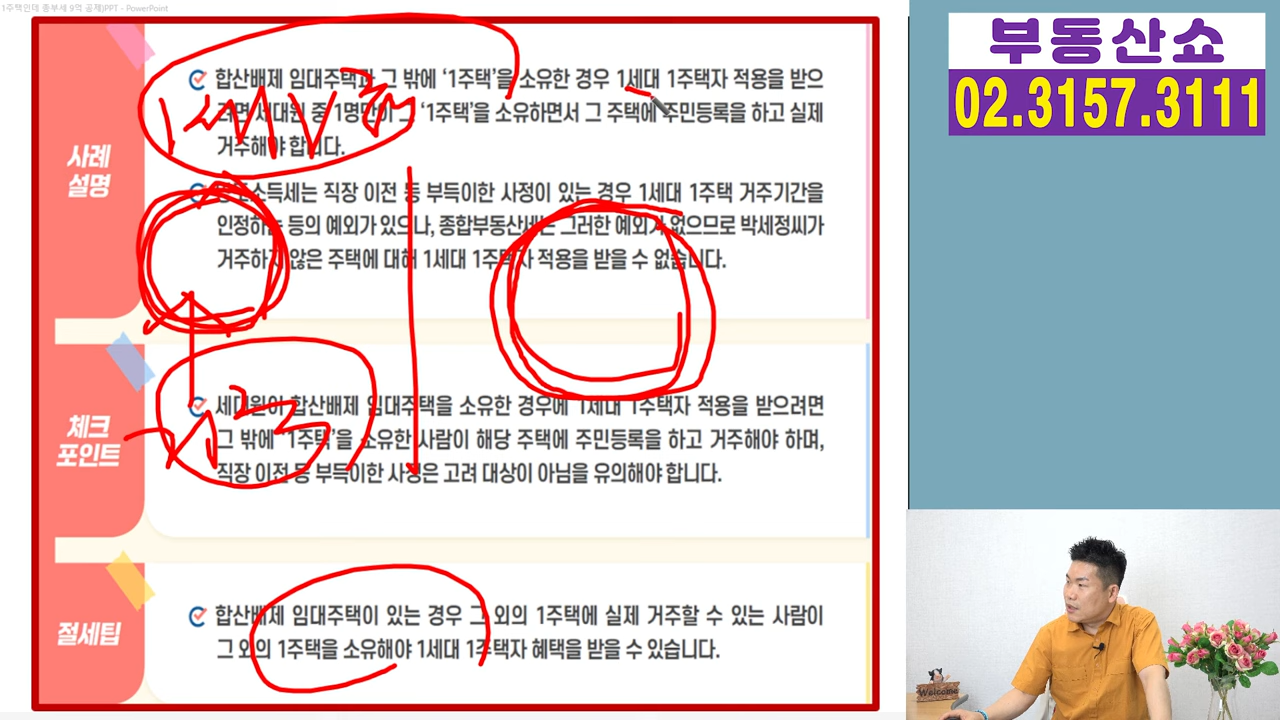 1주택인데 종부세 9억 공제)PPT - PowerPoint
부동산쇼
02.3157.3111
사례
설명
합산배제 임대주택과 그 밖에 ‘1주택’을 소유한 경우 1세대 1주택자 적용을 받으
려면 세대원 중 1명만이 그 ‘1주택’을 소유하면서 그 주택에 주민등록을 하고 실제
거주해야 합니다.
소득세는 직장 이전 등 부득이한 사정이 있는 경우 1세대 1주택 거주기간을
인정하는 등의 예외가 있으나, 종합부동산세는 그러한 예외가 없으므로 박세정씨가
거주하지 않은 주택에 대해 1세대 1주택자 적용을 받을 수 없습니다.
체크
포인트
세대원이 합산배제 임대주택을 소유한 경우에 1세대 1주택자 적용을 받으려면
그 밖에 ‘1주택’을 소유한 사람이 해당 주택에 주민등록을 하고 거주해야 하며,
직장 이전 등 부득이한 사정은 고려 대상이 아님을 유의해야 합니다.
절세팁
합산배제 임대주택이 있는 경우 그 외의 1주택에 실제 거주할 수 있는 사람이
그 외의 1주택을 소유해야 1세대 1주택자 혜택을 받을 수 있습니다.
Welcome